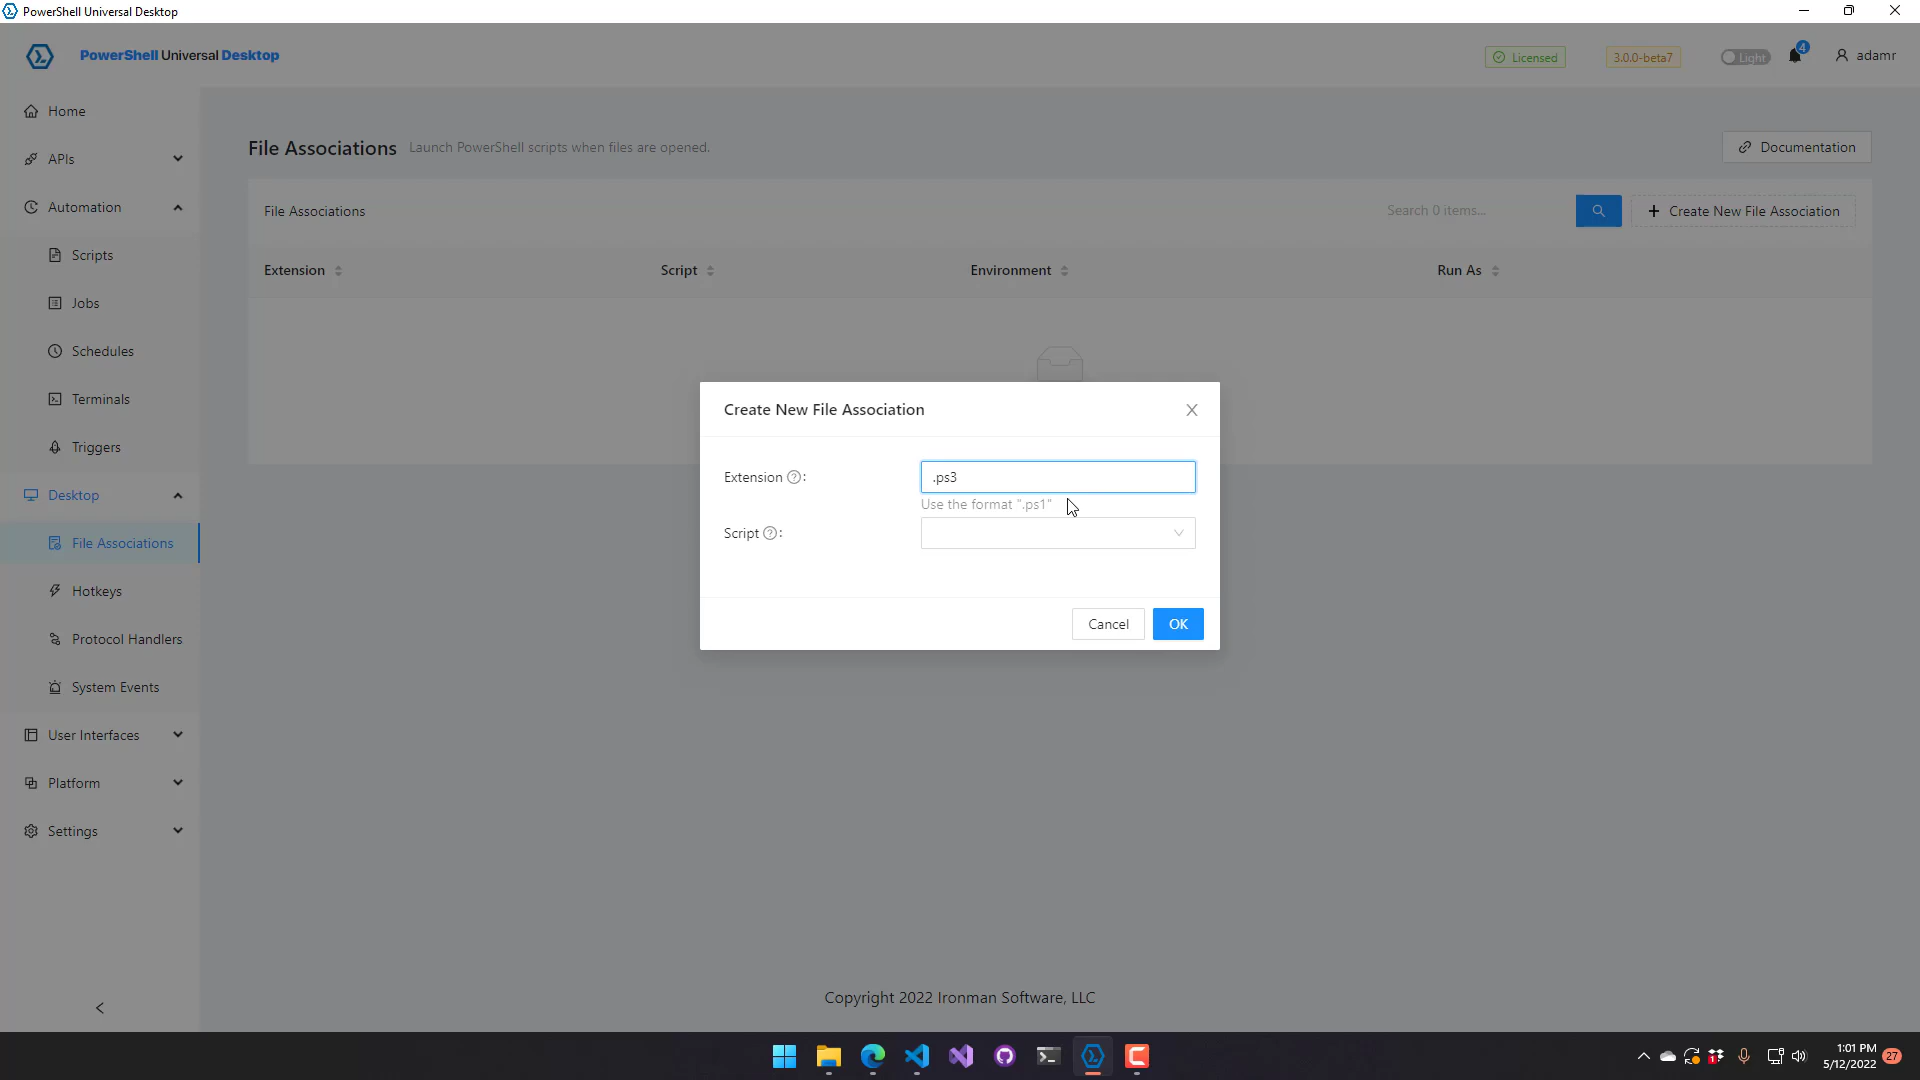 PowerShell Universal Desktop
PowerShell Universal Desktop
Licensed
3.0.0-beta7
Light
4
adamr
Home
APIs
Automation
Scripts
Jobs
Schedules
Terminals
Triggers
Desktop
File Associations
Hotkeys
Protocol Handlers
System Events
User Interfaces
Platform
Settings
File Associations Launch PowerShell scripts when files are opened.
Documentation
File Associations
Search 0 items...
+ Create New File Association
Extension Script Environment Run As
Create New File Association
Extension ?: .ps3
Use the format ".ps1"
Script ?:
Cancel OK
Copyright 2022 Ironman Software, LLC
1:01 PM
5/12/2022
27